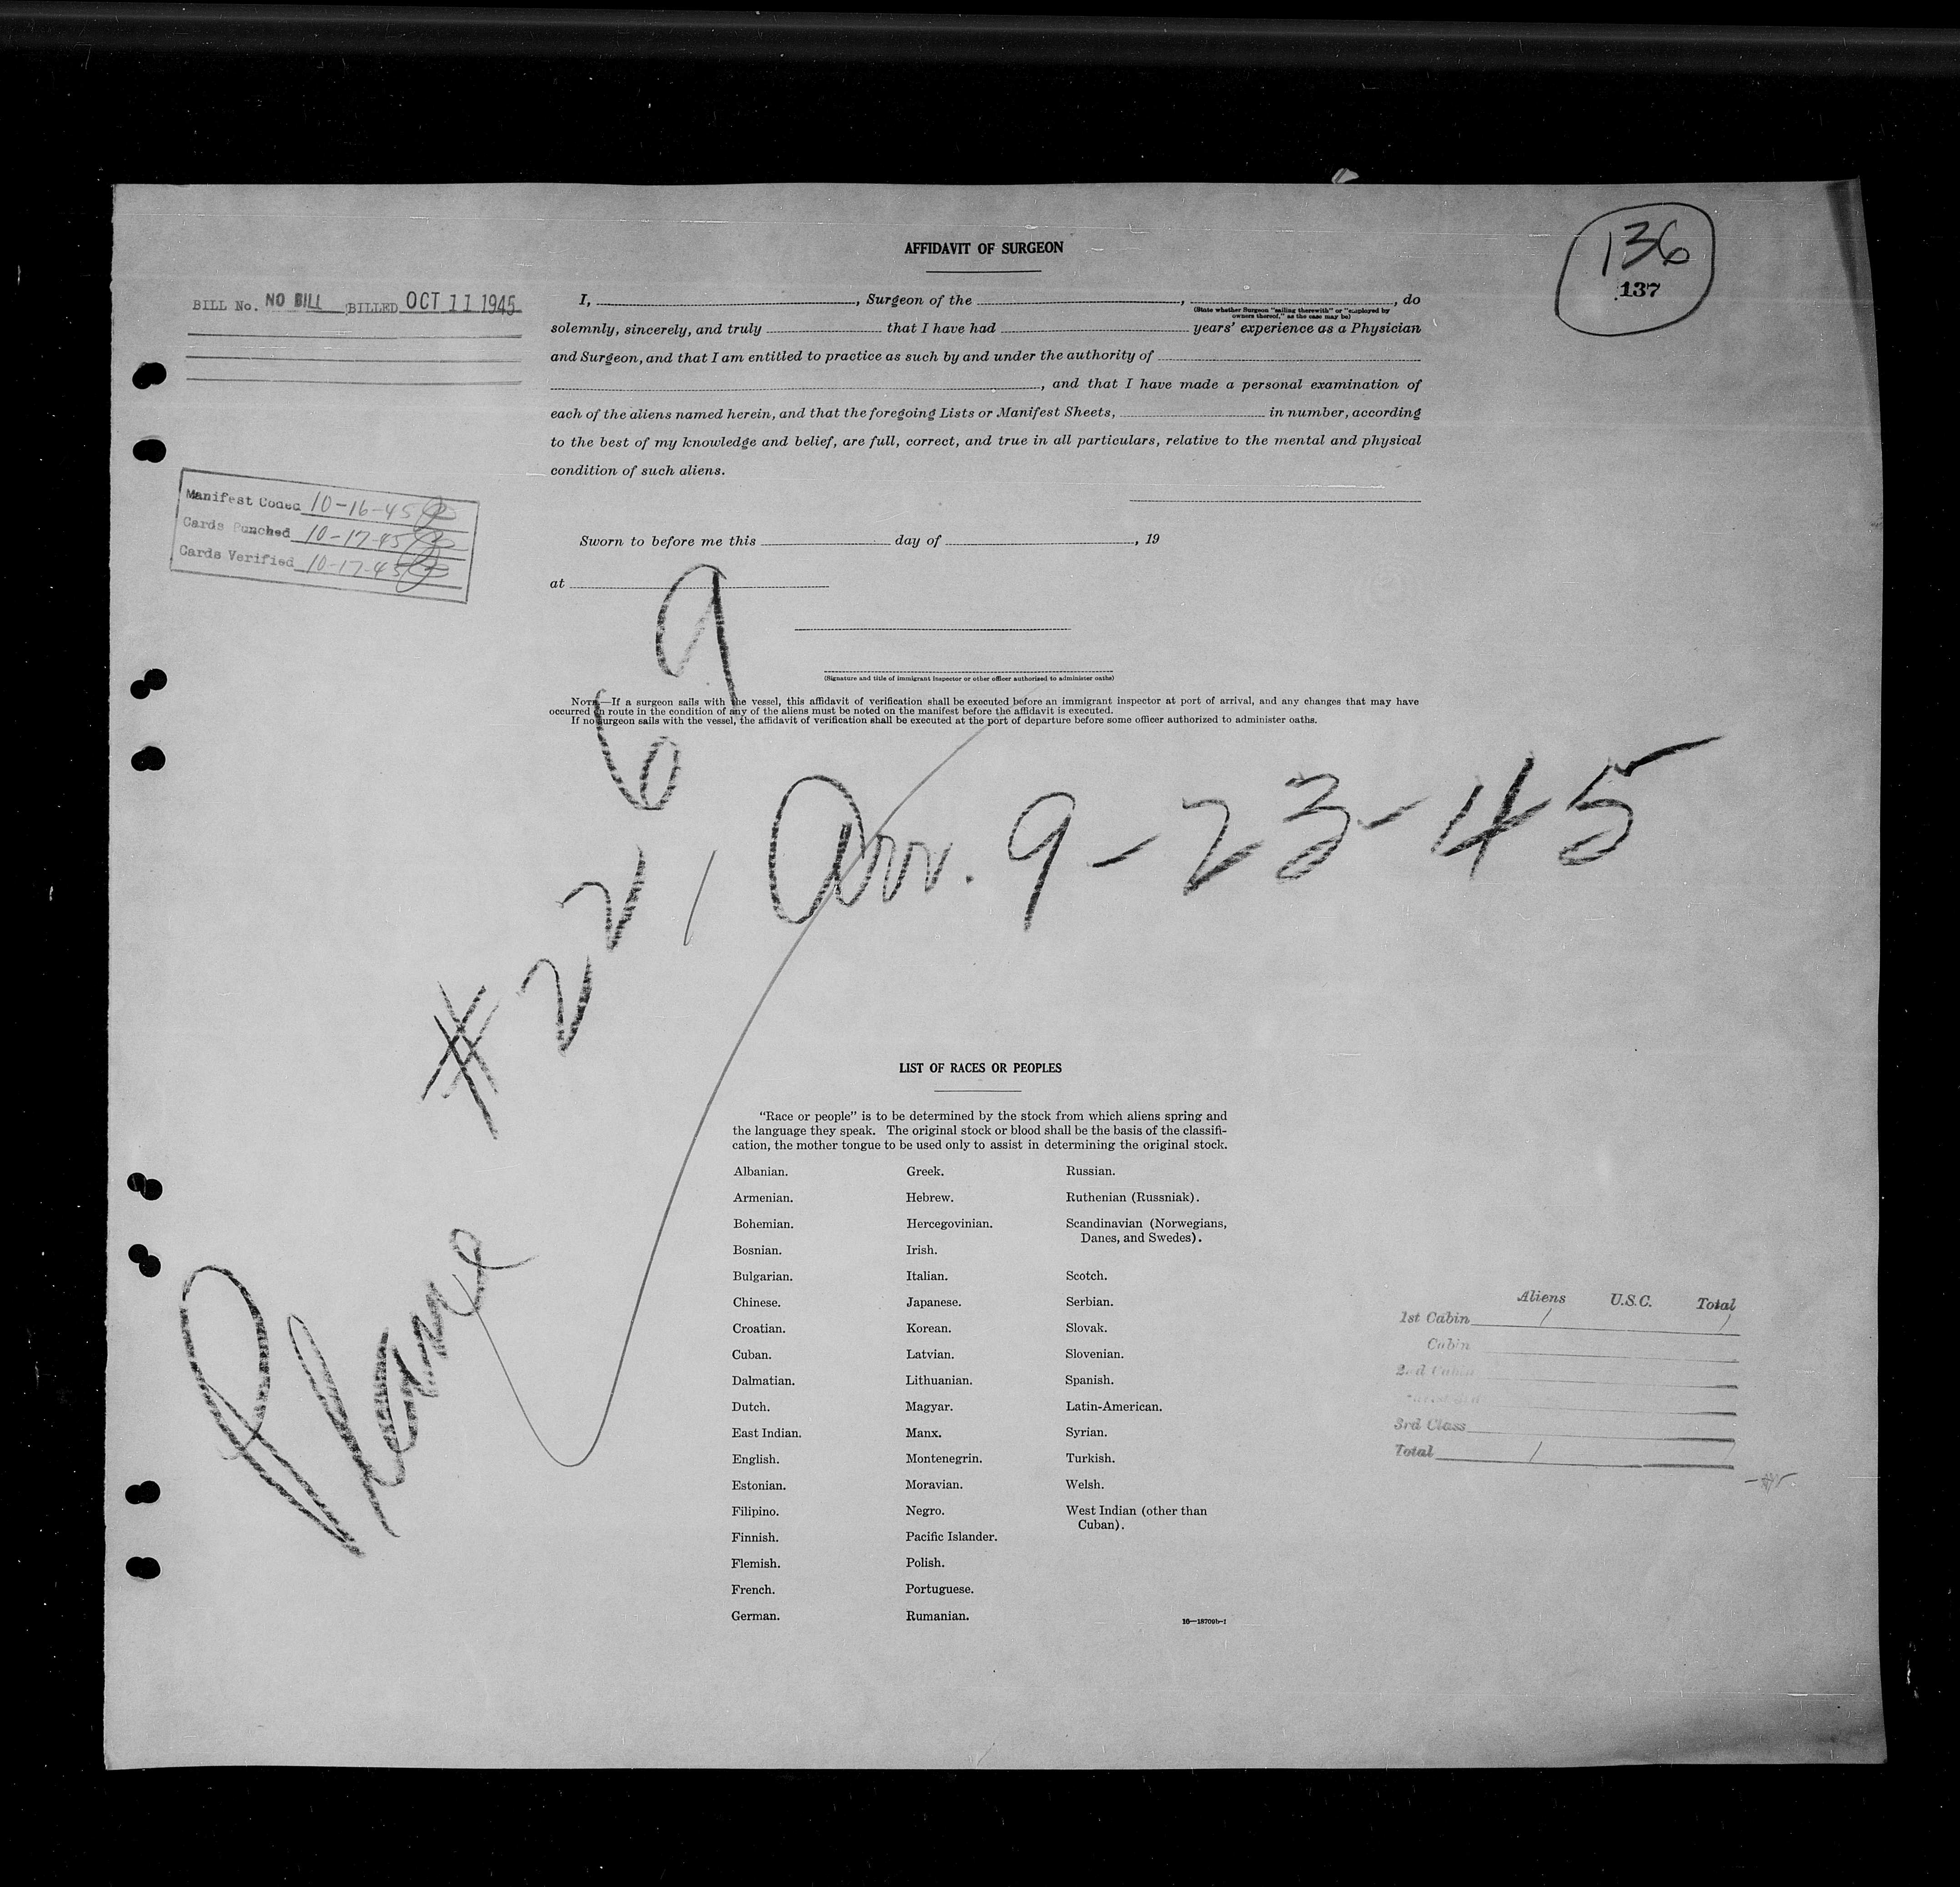 AFFIDAVIT OF SURGEON
136
137
BILL No. NO BILL BILLED OCT 11 1945
I, , Surgeon of the , , do
(State whether Surgeon "sailing therewith" or "employed by
owners thereof," as the case may be)
solemnly, sincerely, and truly that I have had years' experience as a Physician
and Surgeon, and that I am entitled to practice as such by and under the authority of
, and that I have made a personal examination of
each of the aliens named herein, and that the foregoing Lists or Manifest Sheets, in number, according
to the best of my knowledge and belief, are full, correct, and true in all particulars, relative to the mental and physical
condition of such aliens.
Manifest Coded 10-16-45
Cards Punched 10-17-45
Cards Verified 10-17-45
Sworn to before me this day of , 19
at
(Signature and title of immigrant inspector or other officer authorized to administer oaths)
NOTE.—If a surgeon sails with the vessel, this affidavit of verification shall be executed before an immigrant inspector at port of arrival, and any changes that may have
occurred en route in the condition of any of the aliens must be noted on the manifest before the affidavit is executed.
If no surgeon sails with the vessel, the affidavit of verification shall be executed at the port of departure before some officer authorized to administer oaths.
Plane #2269, Arr. 9-23-45
LIST OF RACES OR PEOPLES
"Race or people" is to be determined by the stock from which aliens spring and
the language they speak. The original stock or blood shall be the basis of the classifi-
cation, the mother tongue to be used only to assist in determining the original stock.
Albanian.
Armenian.
Bohemian.
Bosnian.
Bulgarian.
Chinese.
Croatian.
Cuban.
Dalmatian.
Dutch.
East Indian.
English.
Estonian.
Filipino.
Finnish.
Flemish.
French.
German.
Greek.
Hebrew.
Hercegovinian.
Irish.
Italian.
Japanese.
Korean.
Latvian.
Lithuanian.
Magyar.
Manx.
Montenegrin.
Moravian.
Negro.
Pacific Islander.
Polish.
Portuguese.
Rumanian.
Russian.
Ruthenian (Russniak).
Scandinavian (Norwegians,
Danes, and Swedes).
Scotch.
Serbian.
Slovak.
Slovenian.
Spanish.
Latin-American.
Syrian.
Turkish.
Welsh.
West Indian (other than
Cuban).
16—18709b-1
Aliens U.S.C. Total
1st Cabin 1 1
Cabin
2nd Cabin
3rd Class
Total 1 1